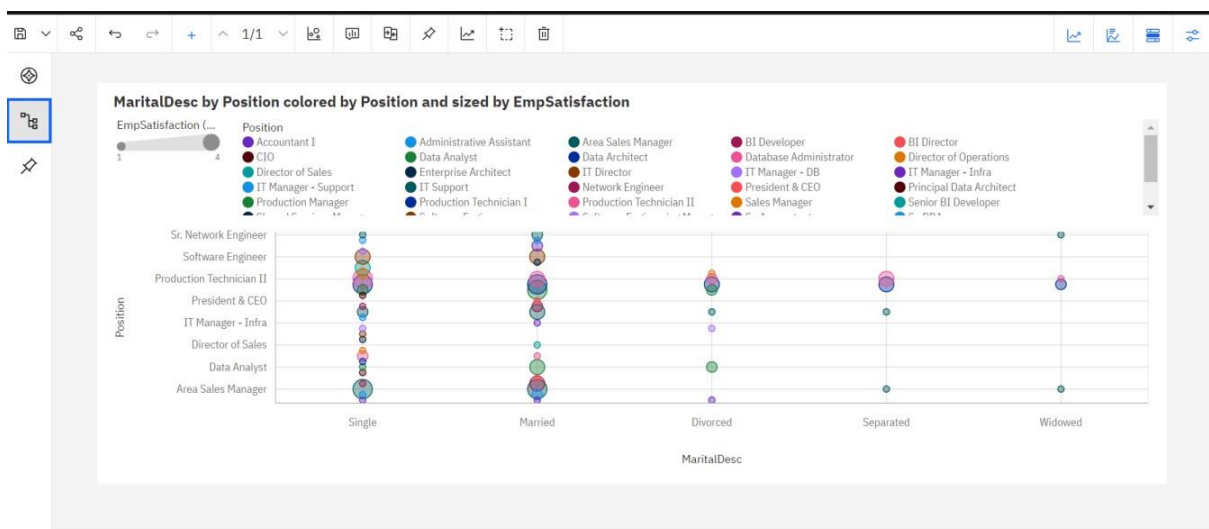 1/1
MaritalDesc by Position colored by Position and sized by EmpSatisfaction
EmpSatisfaction (...
1 4
Position
Accountant I Administrative Assistant Area Sales Manager BI Developer BI Director
CIO Data Analyst Data Architect Database Administrator Director of Operations
Director of Sales Enterprise Architect IT Director IT Manager - DB IT Manager - Infra
IT Manager - Support IT Support Network Engineer President & CEO Principal Data Architect
Production Manager Production Technician I Production Technician II Sales Manager Senior BI Developer
Position
Sr. Network Engineer
Software Engineer
Production Technician II
President & CEO
IT Manager - Infra
Director of Sales
Data Analyst
Area Sales Manager
Single Married Divorced Separated Widowed
MaritalDesc